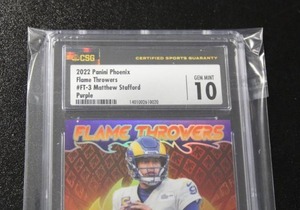 CSG CERTIFIED SPORTS GUARANTY
2022 Panini Phoenix
Flame Throwers
#FT-3 Matthew Stafford
Purple
GEM MINT
10
FLAME THROWERS